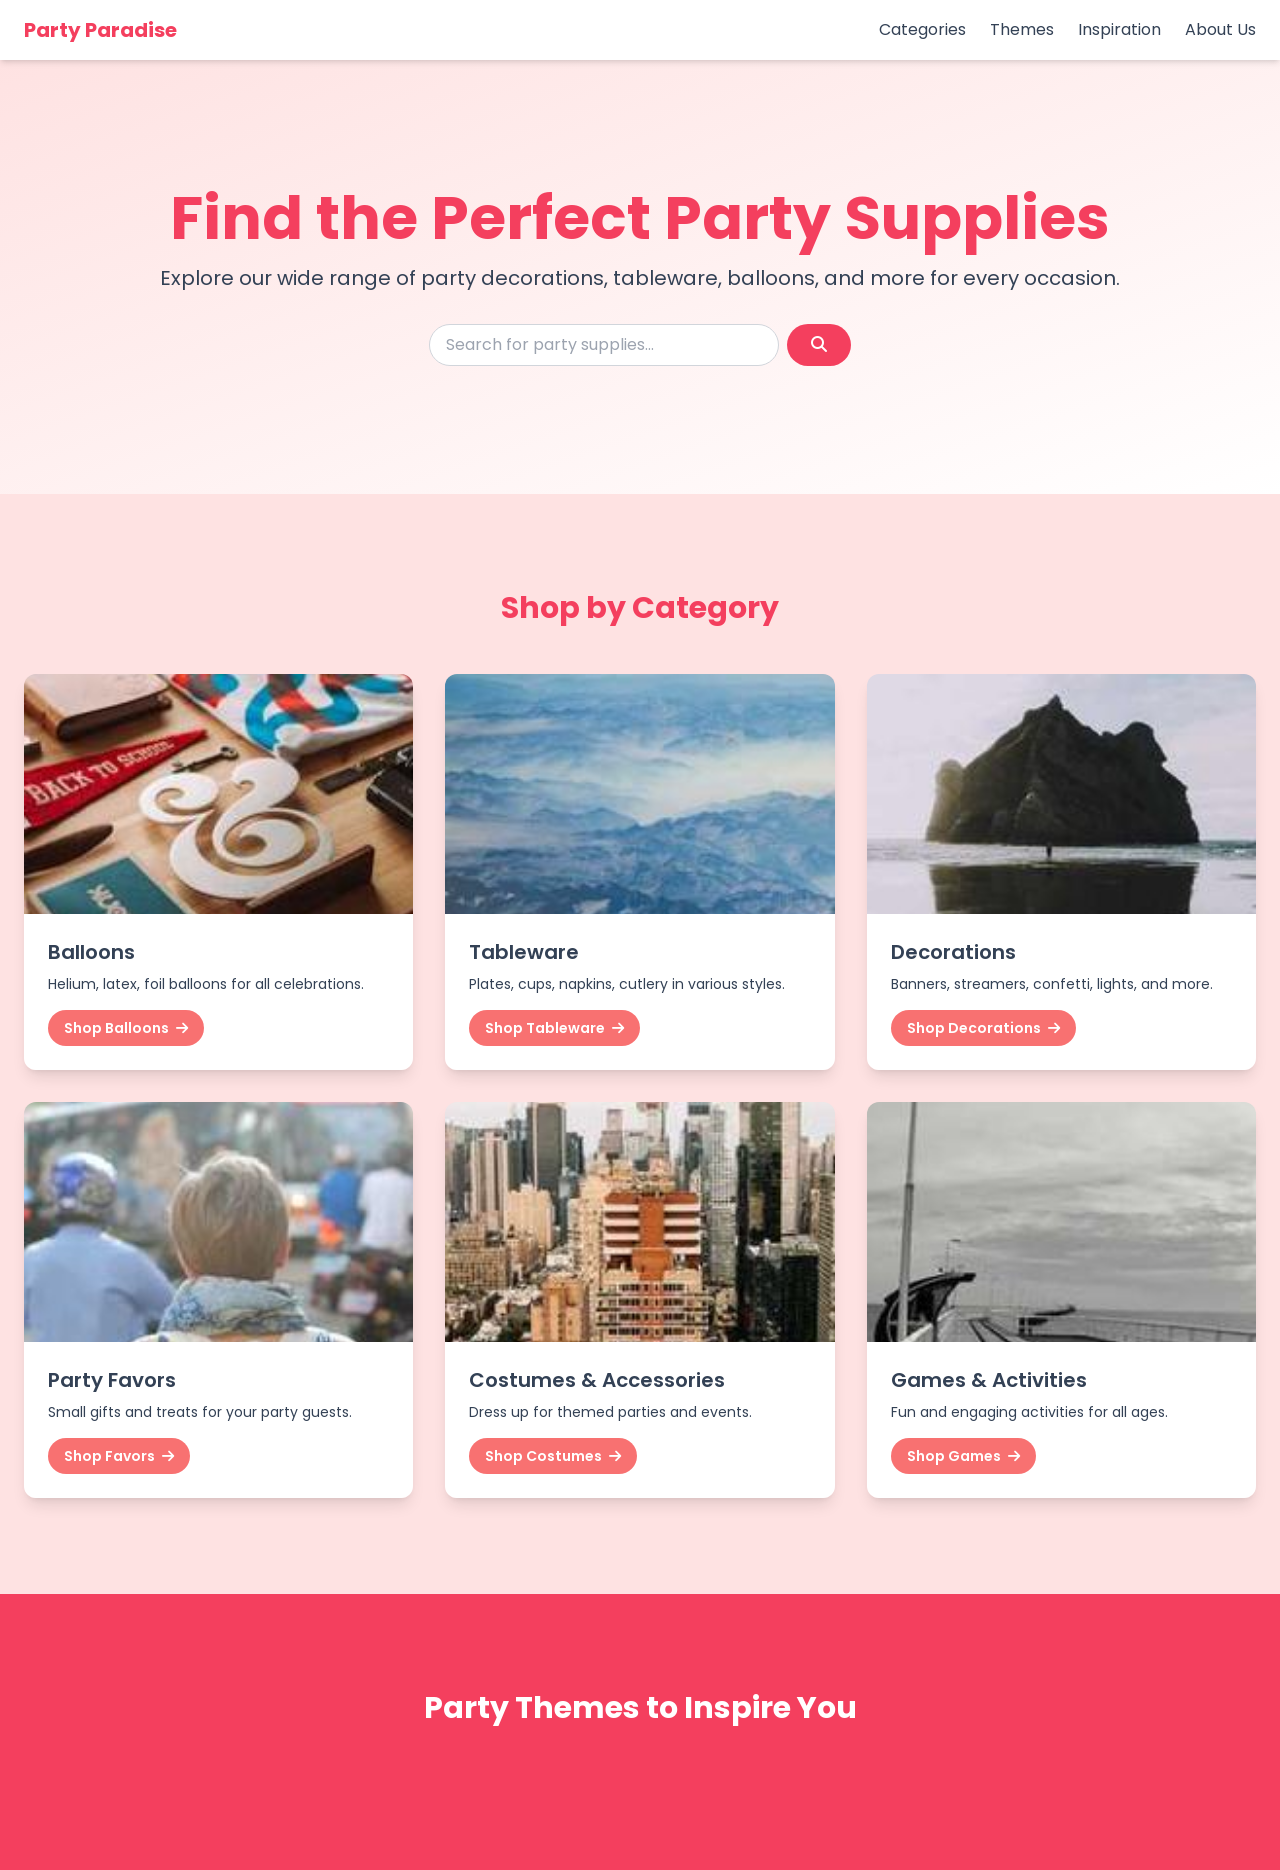 Party Paradise
Categories
Themes
Inspiration
About Us
Find the Perfect Party Supplies
Explore our wide range of party decorations, tableware, balloons, and more for every occasion.
Search for party supplies...
Shop by Category
BACK TO SCHOOL
Balloons
Helium, latex, foil balloons for all celebrations.
Shop Balloons →
Tableware
Plates, cups, napkins, cutlery in various styles.
Shop Tableware →
Decorations
Banners, streamers, confetti, lights, and more.
Shop Decorations →
Party Favors
Small gifts and treats for your party guests.
Shop Favors →
Costumes & Accessories
Dress up for themed parties and events.
Shop Costumes →
Games & Activities
Fun and engaging activities for all ages.
Shop Games →
Party Themes to Inspire You